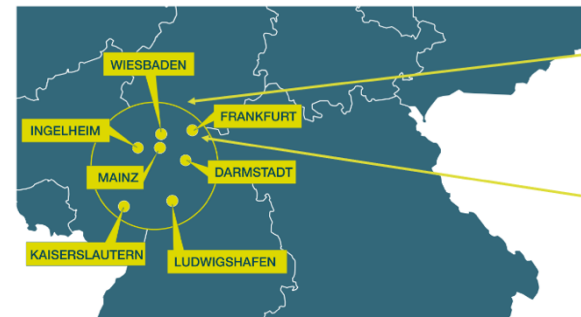 WIESBADEN
FRANKFURT
INGELHEIM
MAINZ
DARMSTADT
KAISERSLAUTERN
LUDWIGSHAFEN